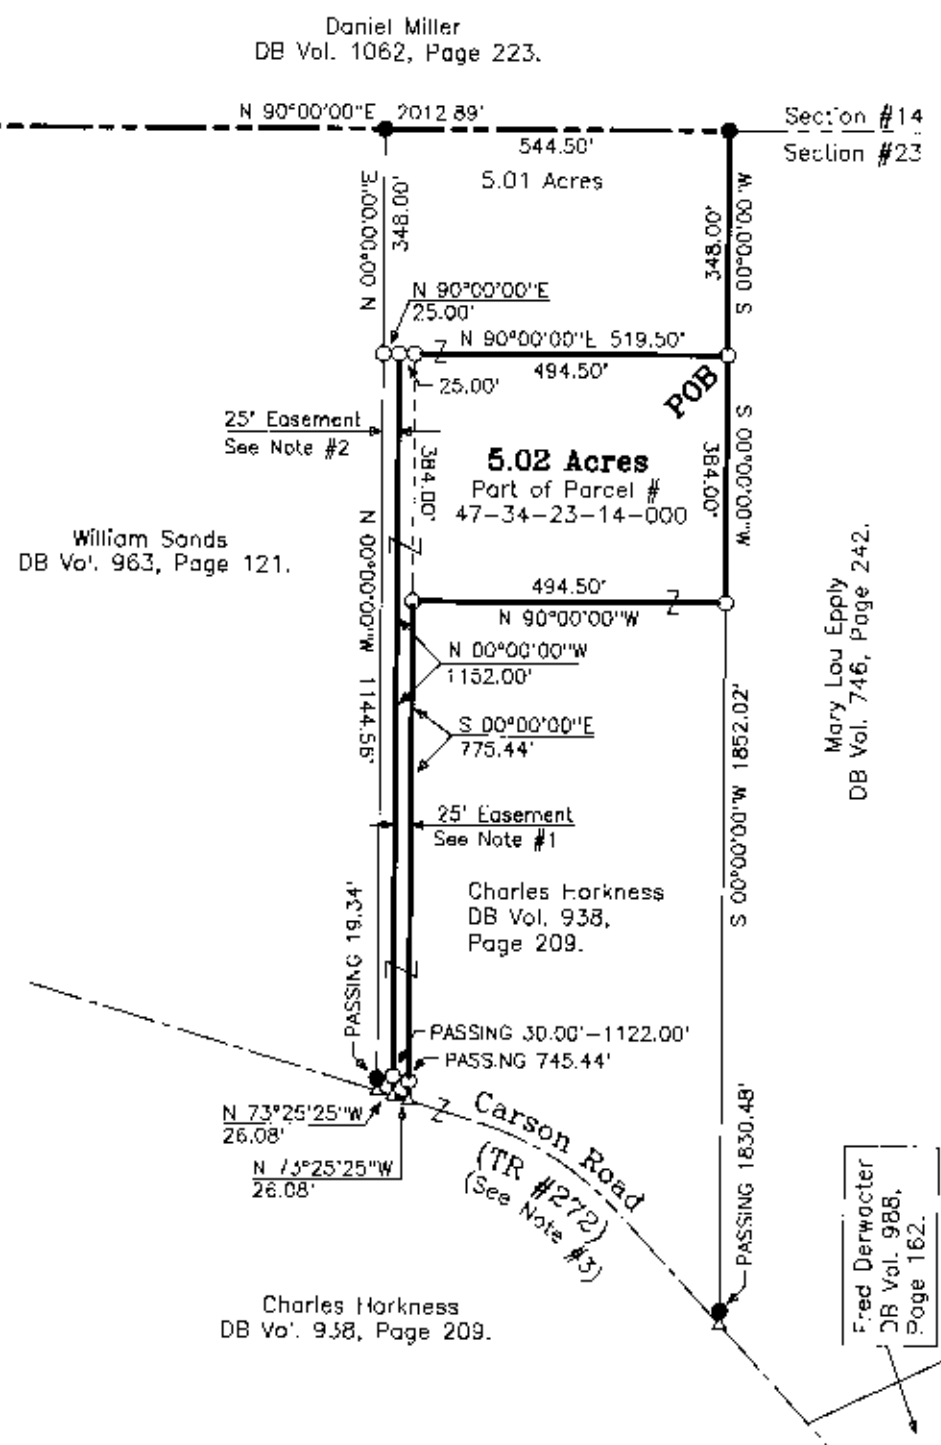 Daniel Miller
DB Vol. 1062, Page 223.
N 90°00'00"E 2012.89'
Section #14
544.50'
Section #23
5.01 Acres
348.00'
N 00°00'00"E
348.00'
S 00°00'00"W
N 90°00'00"E
25.00'
N 90°00'00"E 519.50'
494.50'
25.00'
POB
25' Easement
See Note #2
384.00'
5.02 Acres
Part of Parcel #
47-34-23-14-000
384.00'
S 00°00'00"W
William Sands
DB Vol. 963, Page 121.
N 00°00'00"W 1144.56'
494.50'
N 90°00'00"W
Mary Lou Epply
DB Vol. 746, Page 242.
N 00°00'00"W
1152.00'
S 00°00'00"E
775.44'
S 00°00'00"W 1852.02'
25' Easement
See Note #1
Charles Harkness
DB Vol. 938,
Page 209.
PASSING 19.34'
PASSING 30.00'-1122.00'
PASSING 745.44'
N 73°25'25"W
26.08'
N 73°25'25"W
26.08'
Carson Road
(TR #272)
(See Note #3)
PASSING 1830.48'
Fred Derwacter
DB Vol. 988,
Page 162.
Charles Harkness
DB Vol. 938, Page 209.